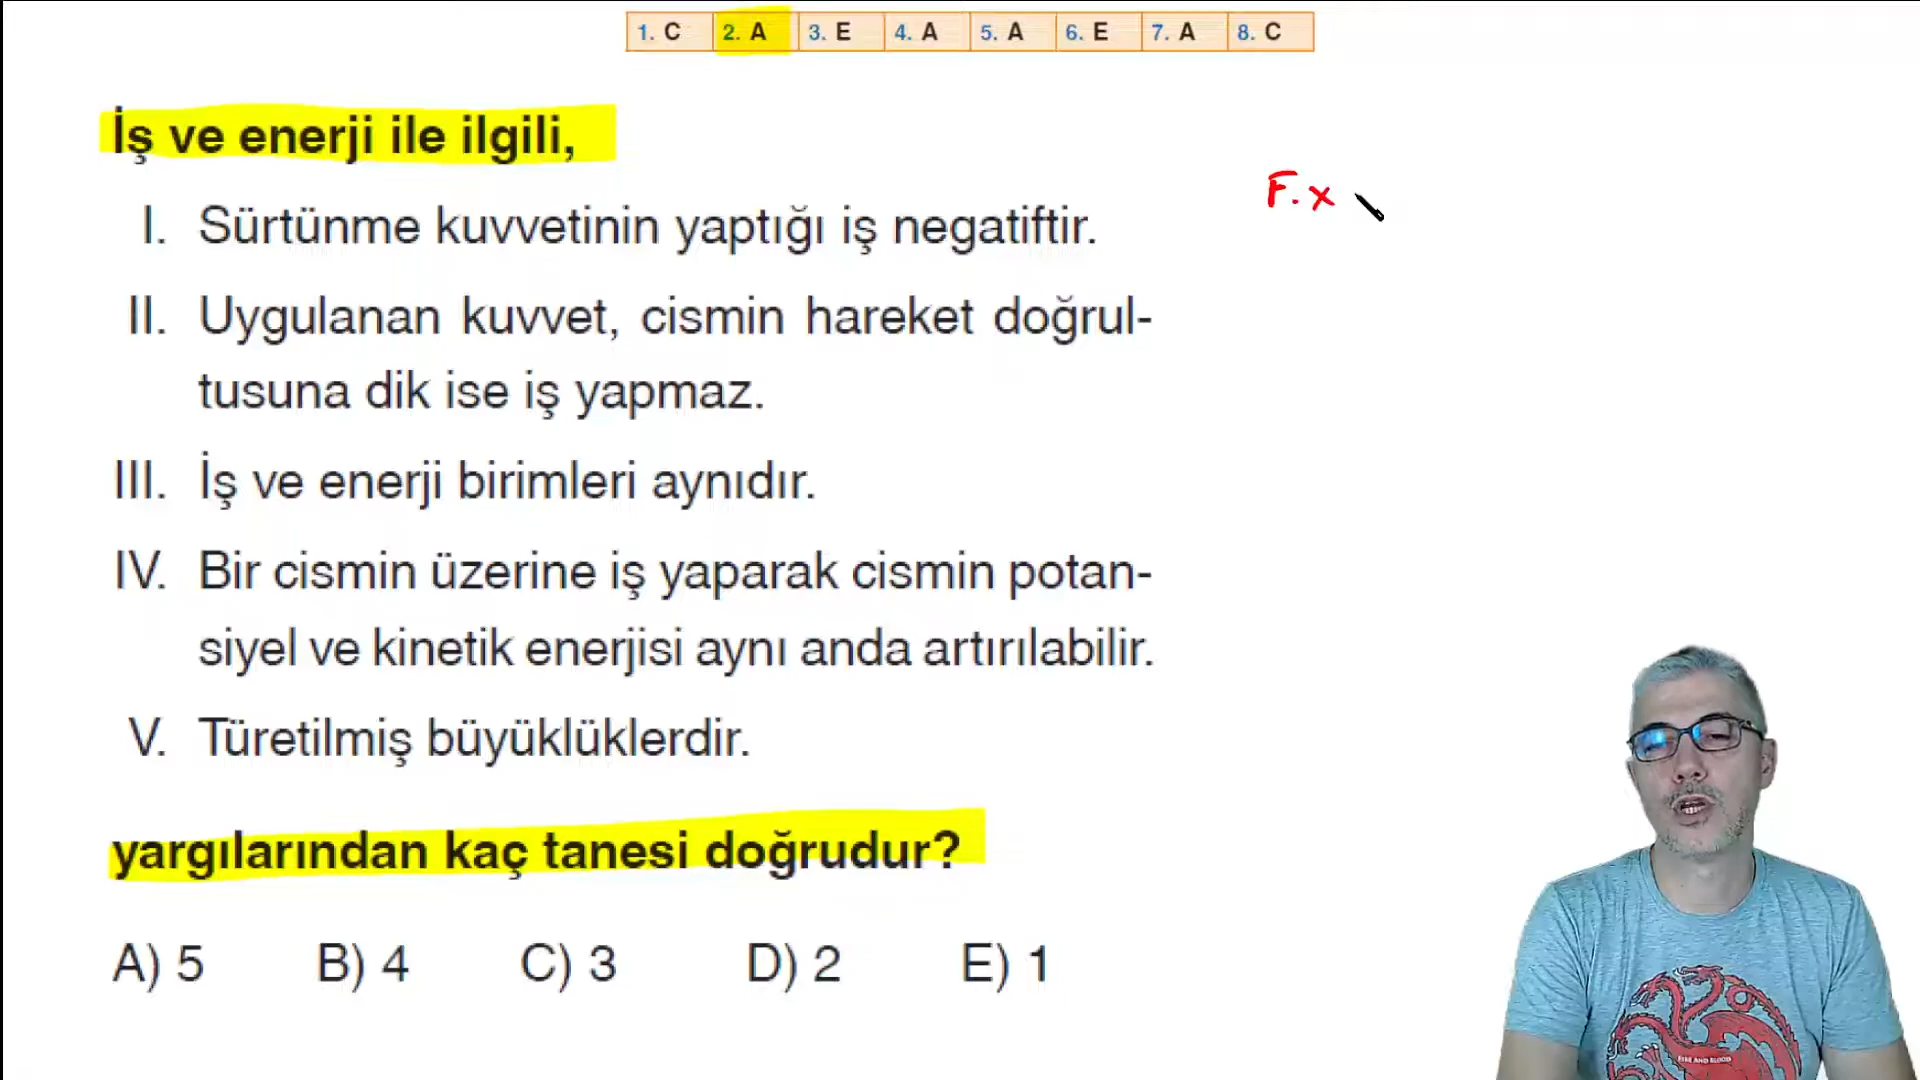 1. C 2. A 3. E 4. A 5. A 6. E 7. A 8. C
İş ve enerji ile ilgili,
F. x
I. Sürtünme kuvvetinin yaptığı iş negatiftir.
II. Uygulanan kuvvet, cismin hareket doğrul-
tusuna dik ise iş yapmaz.
III. İş ve enerji birimleri aynıdır.
IV. Bir cismin üzerine iş yaparak cismin potan-
siyel ve kinetik enerjisi aynı anda artırılabilir.
V. Türetilmiş büyüklüklerdir.
yargılarından kaç tanesi doğrudur?
A) 5 B) 4 C) 3 D) 2 E) 1
FIRE AND BLOOD